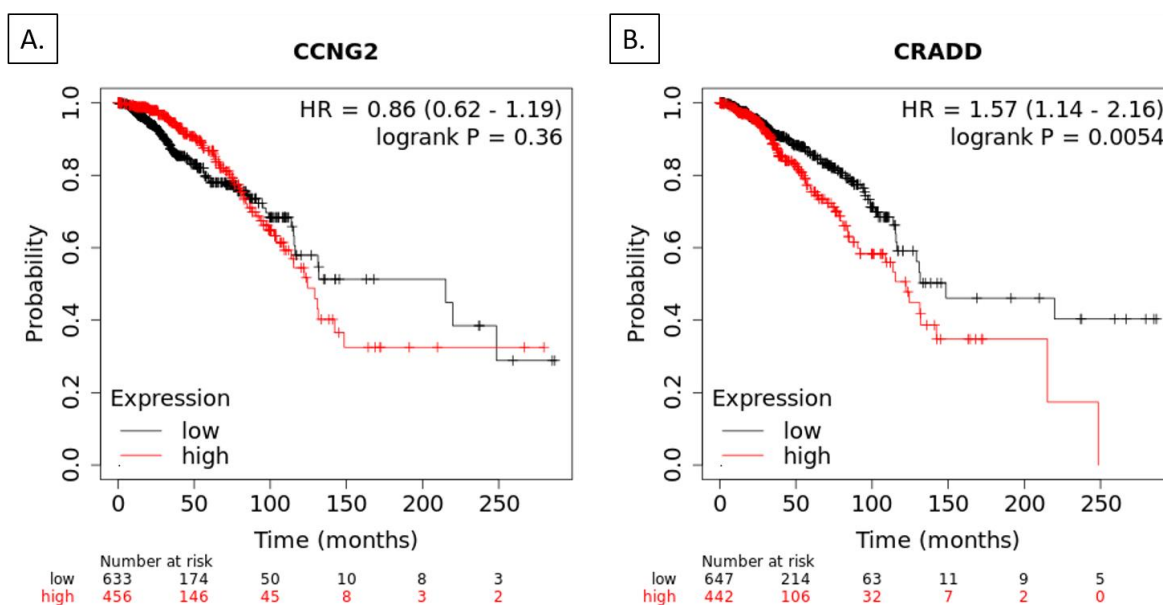 A.
CCNG2
HR = 0.86 (0.62 - 1.19)
logrank P = 0.36
Probability
1.0
0.8
0.6
0.4
0.2
0.0
Expression
low
high
0 50 100 150 200 250
Time (months)
Number at risk
low 633 174 50 10 8 3
high 456 146 45 8 3 2
B.
CRADD
HR = 1.57 (1.14 - 2.16)
logrank P = 0.0054
Probability
1.0
0.8
0.6
0.4
0.2
0.0
Expression
low
high
0 50 100 150 200 250
Time (months)
Number at risk
low 647 214 63 11 9 5
high 442 106 32 7 2 0